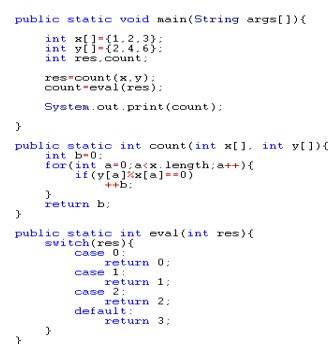 public static void main(String args[]){
int x[]={1,2,3};
int y[]={2,4,6};
int res,count;
res=count(x,y);
count=eval(res);
System.out.print(count);
}
public static int count(int x[], int y[]){
int b=0;
for(int a=0;a<x.length;a++){
if(y[a]%x[a]==0)
++b;
}
return b;
}
public static int eval(int res){
switch(res){
case 0:
return 0;
case 1:
return 1;
case 2:
return 2;
default:
return 3;
}
}